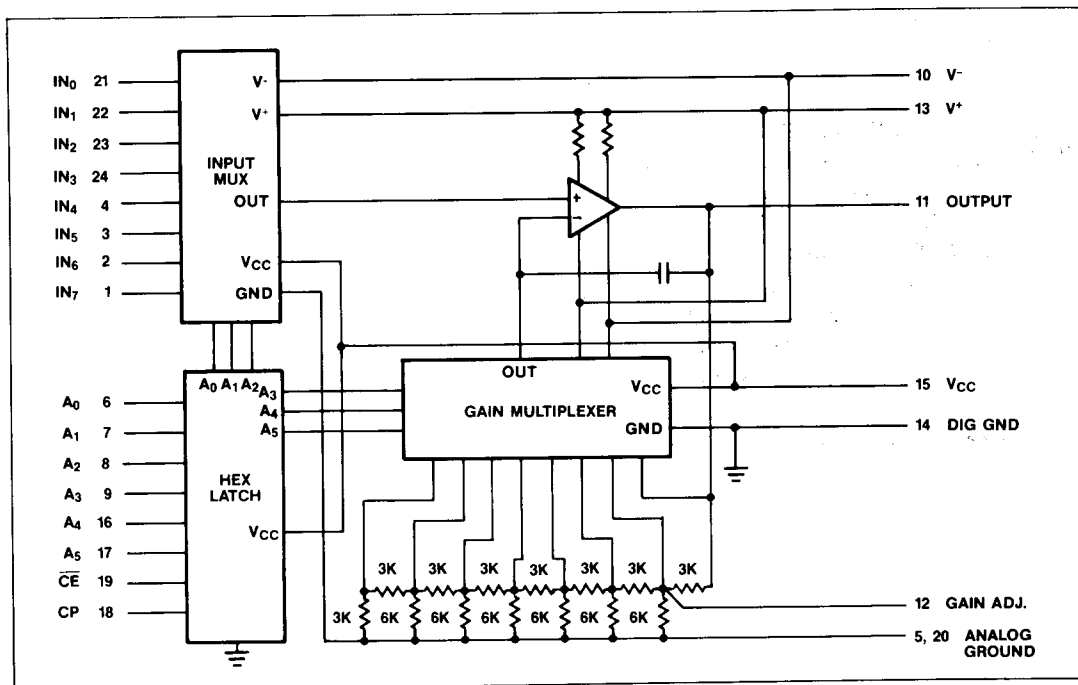 IN0 21
IN1 22
IN2 23
IN3 24
IN4 4
IN5 3
IN6 2
IN7 1
INPUT
MUX
V-
V+
OUT
VCC
GND
10 V-
13 V+
+
-
11 OUTPUT
A0 A1 A2
A0 6
A1 7
A2 8
A3 9
A4 16
A5 17
CE 19
CP 18
HEX
LATCH
A3
A4
A5
VCC
OUT
GAIN MULTIPLEXER
VCC
GND
15 VCC
14 DIG GND
3K 3K 3K 3K 3K 3K 3K
3K 6K 6K 6K 6K 6K 6K
12 GAIN ADJ.
5, 20 ANALOG
GROUND